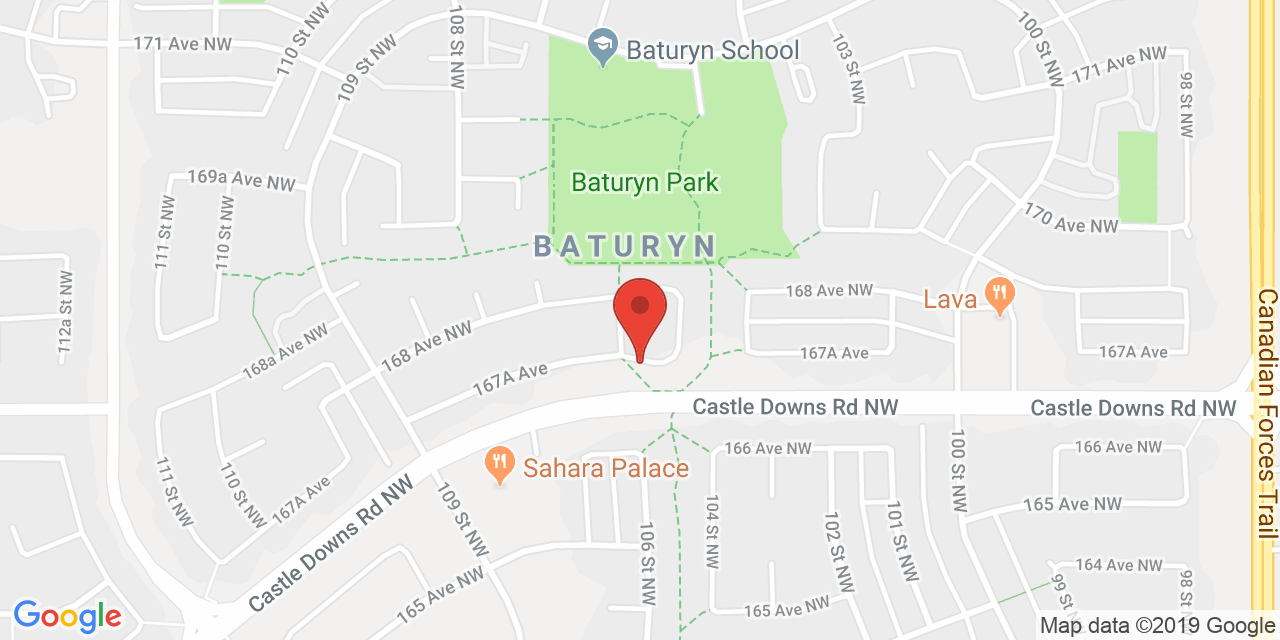 108 St NW
110 St NW
171 Ave NW
109 St NW
Baturyn School
103 St NW
100 St NW
171 Ave NW
98 St NW
169a Ave NW
Baturyn Park
111 St NW
110 St NW
170 Ave NW
BATURYN
112a St NW
168 Ave NW
Lava
168a Ave NW
168 Ave NW
167A Ave
167A Ave
167A Ave
Canadian Forces Trail
Castle Downs Rd NW
Castle Downs Rd NW
166 Ave NW
166 Ave NW
100 St NW
Sahara Palace
111 St NW
110 St NW
167A Ave
109 St NW
165 Ave NW
104 St NW
102 St NW
101 St NW
106 St NW
Castle Downs Rd NW
164 Ave NW
165 Ave NW
165 Ave NW
99 St N
98 St
Google
Map data ©2019 Google